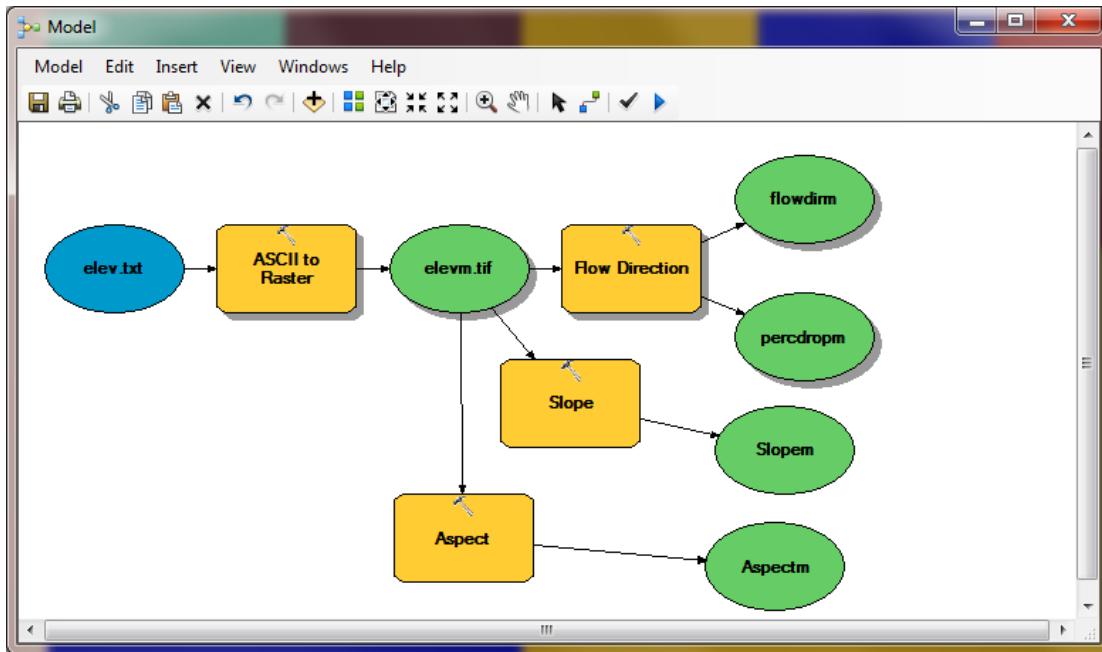 Model
Model Edit Insert View Windows Help
flowdirm
elev.txt
ASCII to
Raster
elevm.tif
Flow Direction
percdropm
Slope
Slopem
Aspect
Aspectm